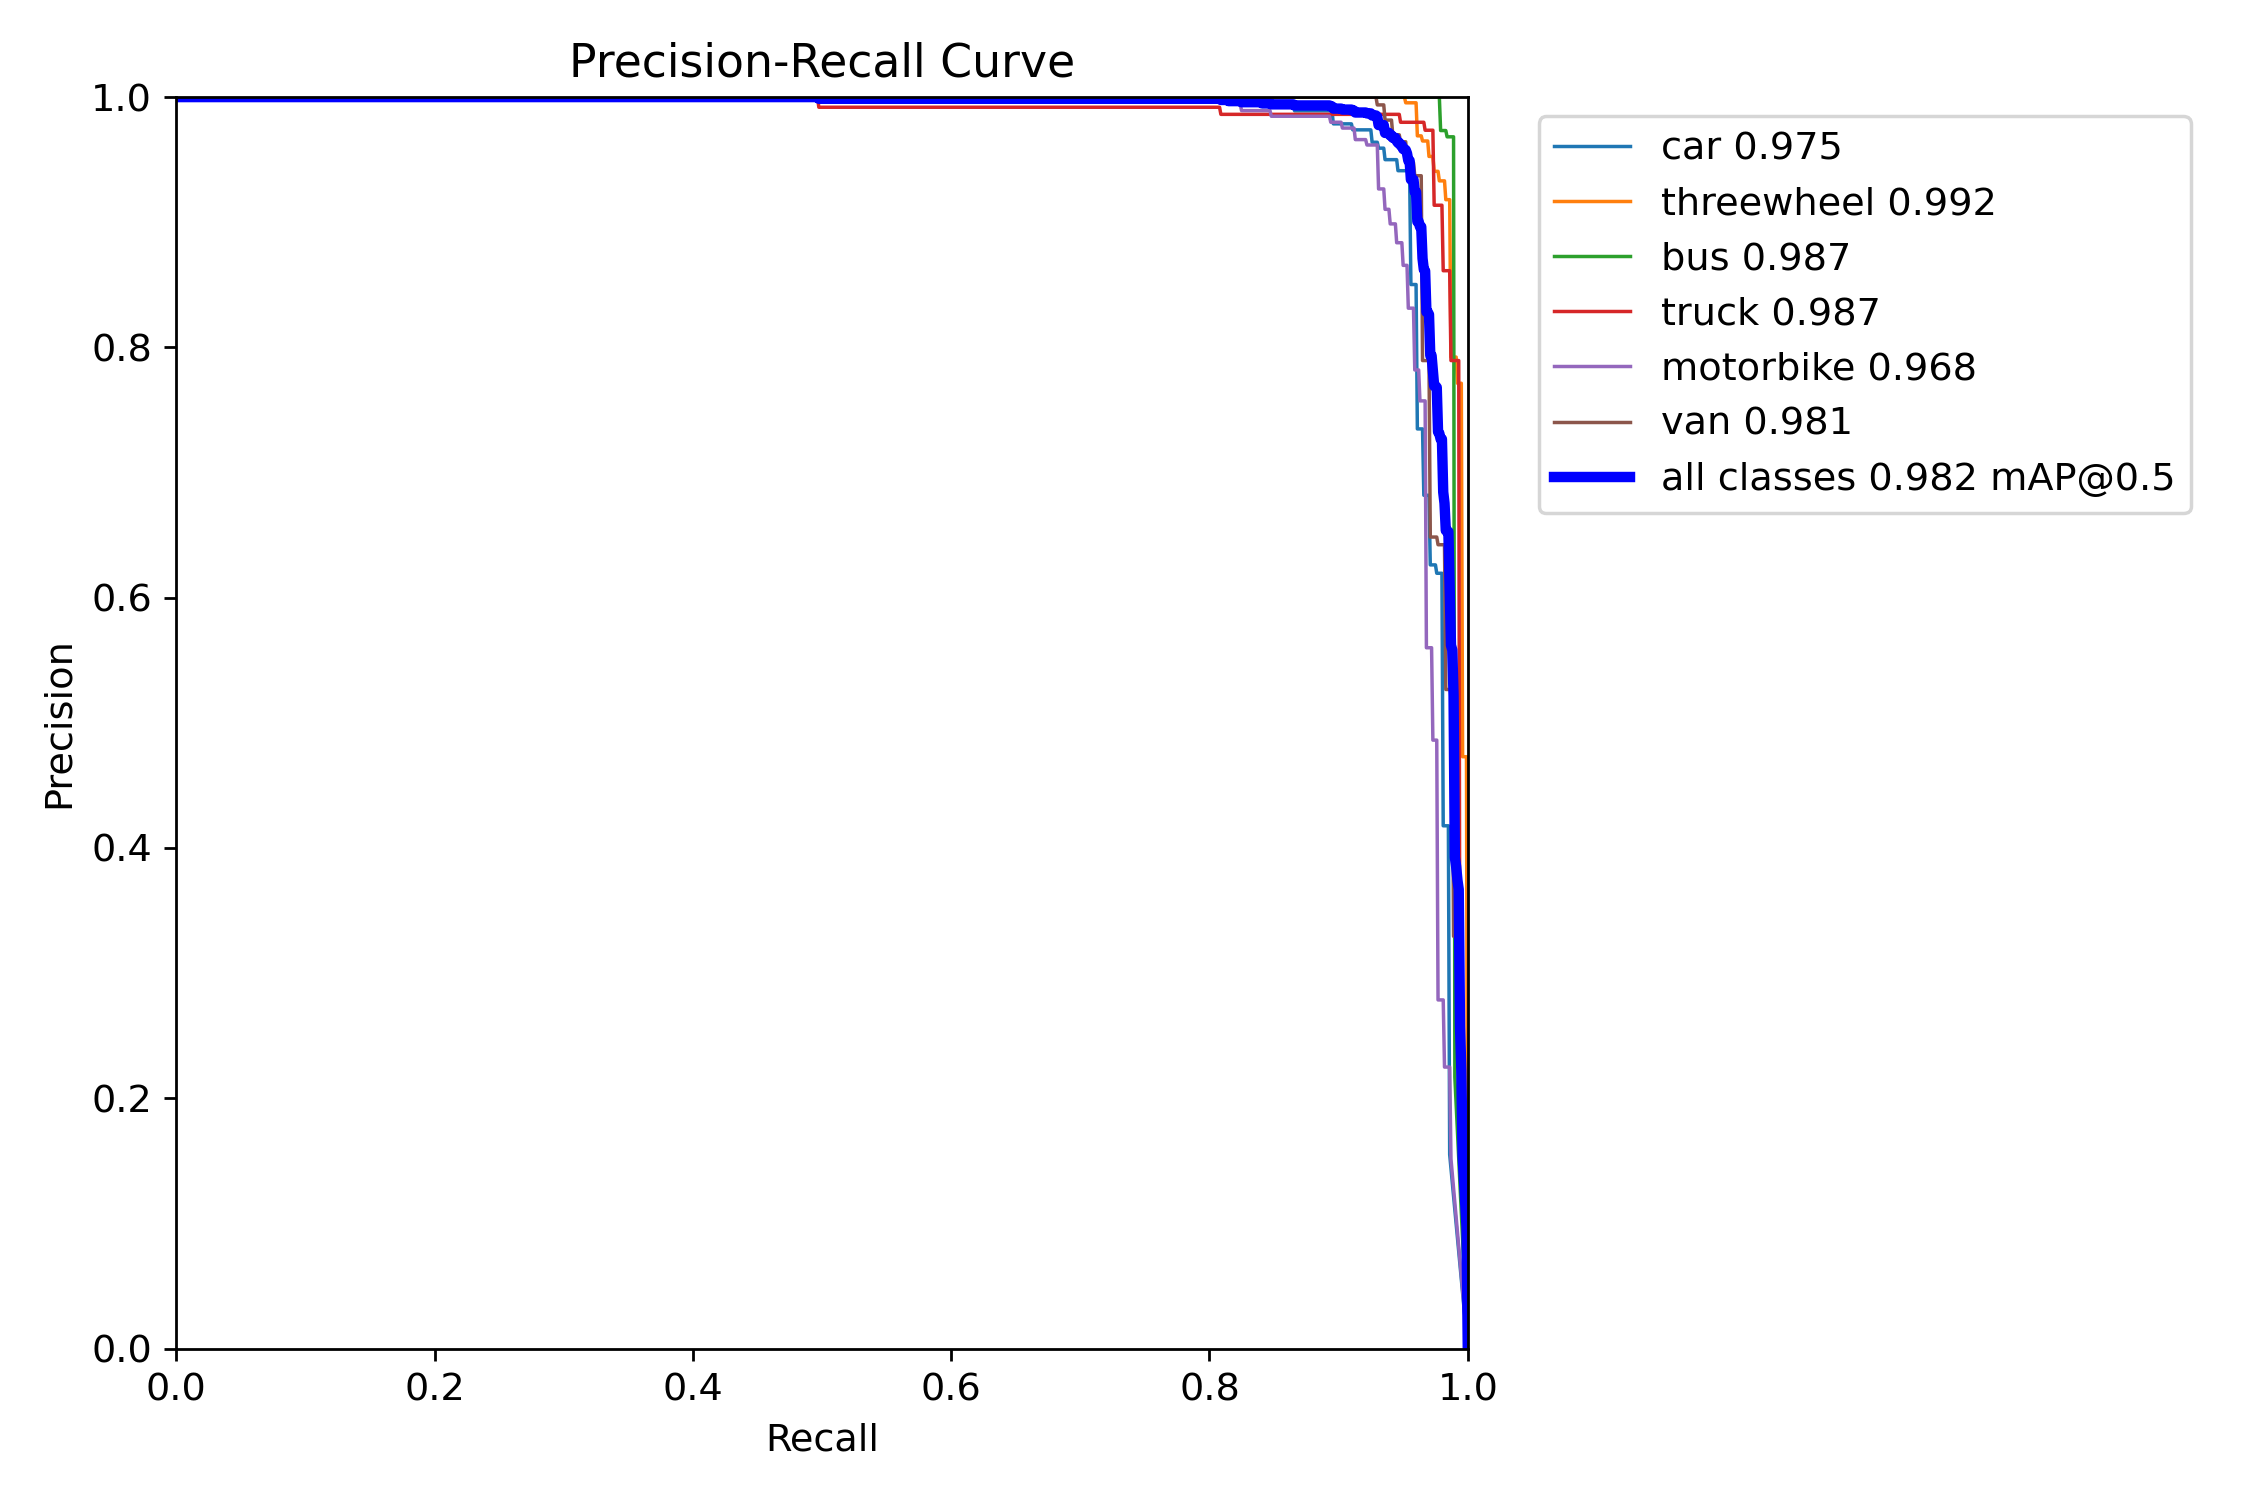 Precision-Recall Curve
1.0
0.8
0.6
0.4
0.2
0.0
Precision
0.0 0.2 0.4 0.6 0.8 1.0
Recall
car 0.975
threewheel 0.992
bus 0.987
truck 0.987
motorbike 0.968
van 0.981
all classes 0.982 mAP@0.5